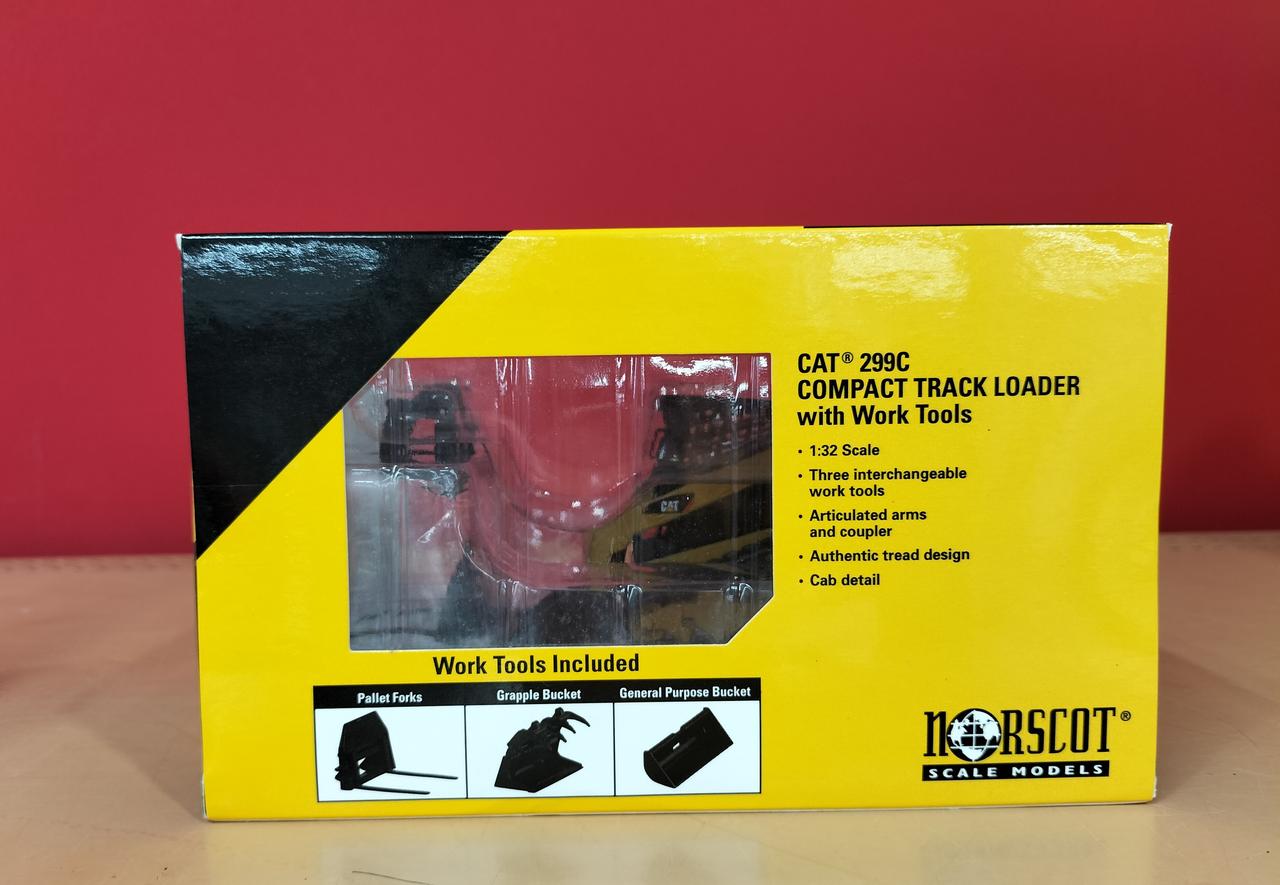 CAT® 299C
COMPACT TRACK LOADER
with Work Tools
• 1:32 Scale
• Three interchangeable
work tools
• Articulated arms
and coupler
• Authentic tread design
• Cab detail
CAT
Work Tools Included
Pallet Forks
Grapple Bucket
General Purpose Bucket
NORSCOT®
SCALE MODELS